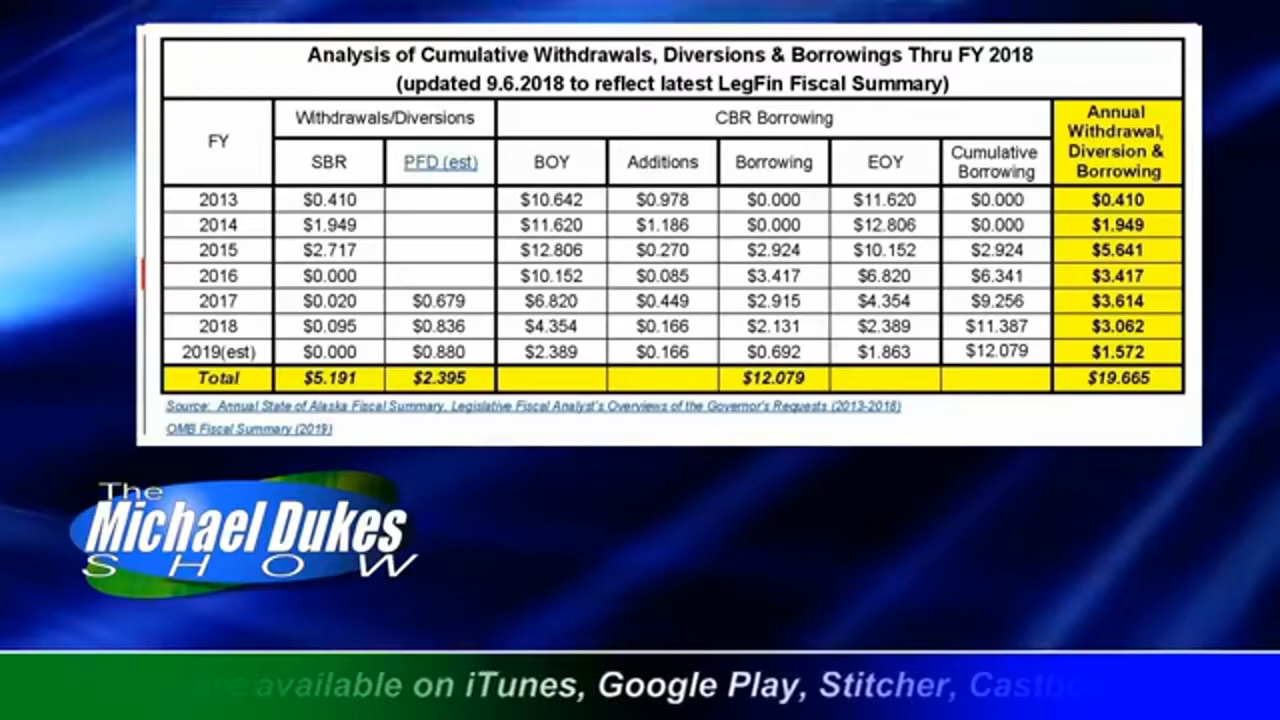 Analysis of Cumulative Withdrawals, Diversions & Borrowings Thru FY 2018
(updated 9.6.2018 to reflect latest LegFin Fiscal Summary)
FY Withdrawals/Diversions CBR Borrowing Annual Withdrawal, Diversion & Borrowing
SBR PFD (est) BOY Additions Borrowing EOY Cumulative Borrowing
2013 $0.410 $10.642 $0.978 $0.000 $11.620 $0.000 $0.410
2014 $1.949 $11.620 $1.186 $0.000 $12.806 $0.000 $1.949
2015 $2.717 $12.806 $0.270 $2.924 $10.152 $2.924 $5.641
2016 $0.000 $10.152 $0.085 $3.417 $6.820 $6.341 $3.417
2017 $0.020 $0.679 $6.820 $0.449 $2.915 $4.354 $9.256 $3.614
2018 $0.095 $0.836 $4.354 $0.166 $2.131 $2.389 $11.387 $3.062
2019(est) $0.000 $0.880 $2.389 $0.166 $0.692 $1.863 $12.079 $1.572
Total $5.191 $2.395 $12.079 $19.665
Source: Annual State of Alaska Fiscal Summary, Legislative Fiscal Analyst's Overviews of the Governor's Requests (2013-2018)
OMB Fiscal Summary (2019)
The
Michael Dukes
SHOW
are available on iTunes, Google Play, Stitcher, Castbo